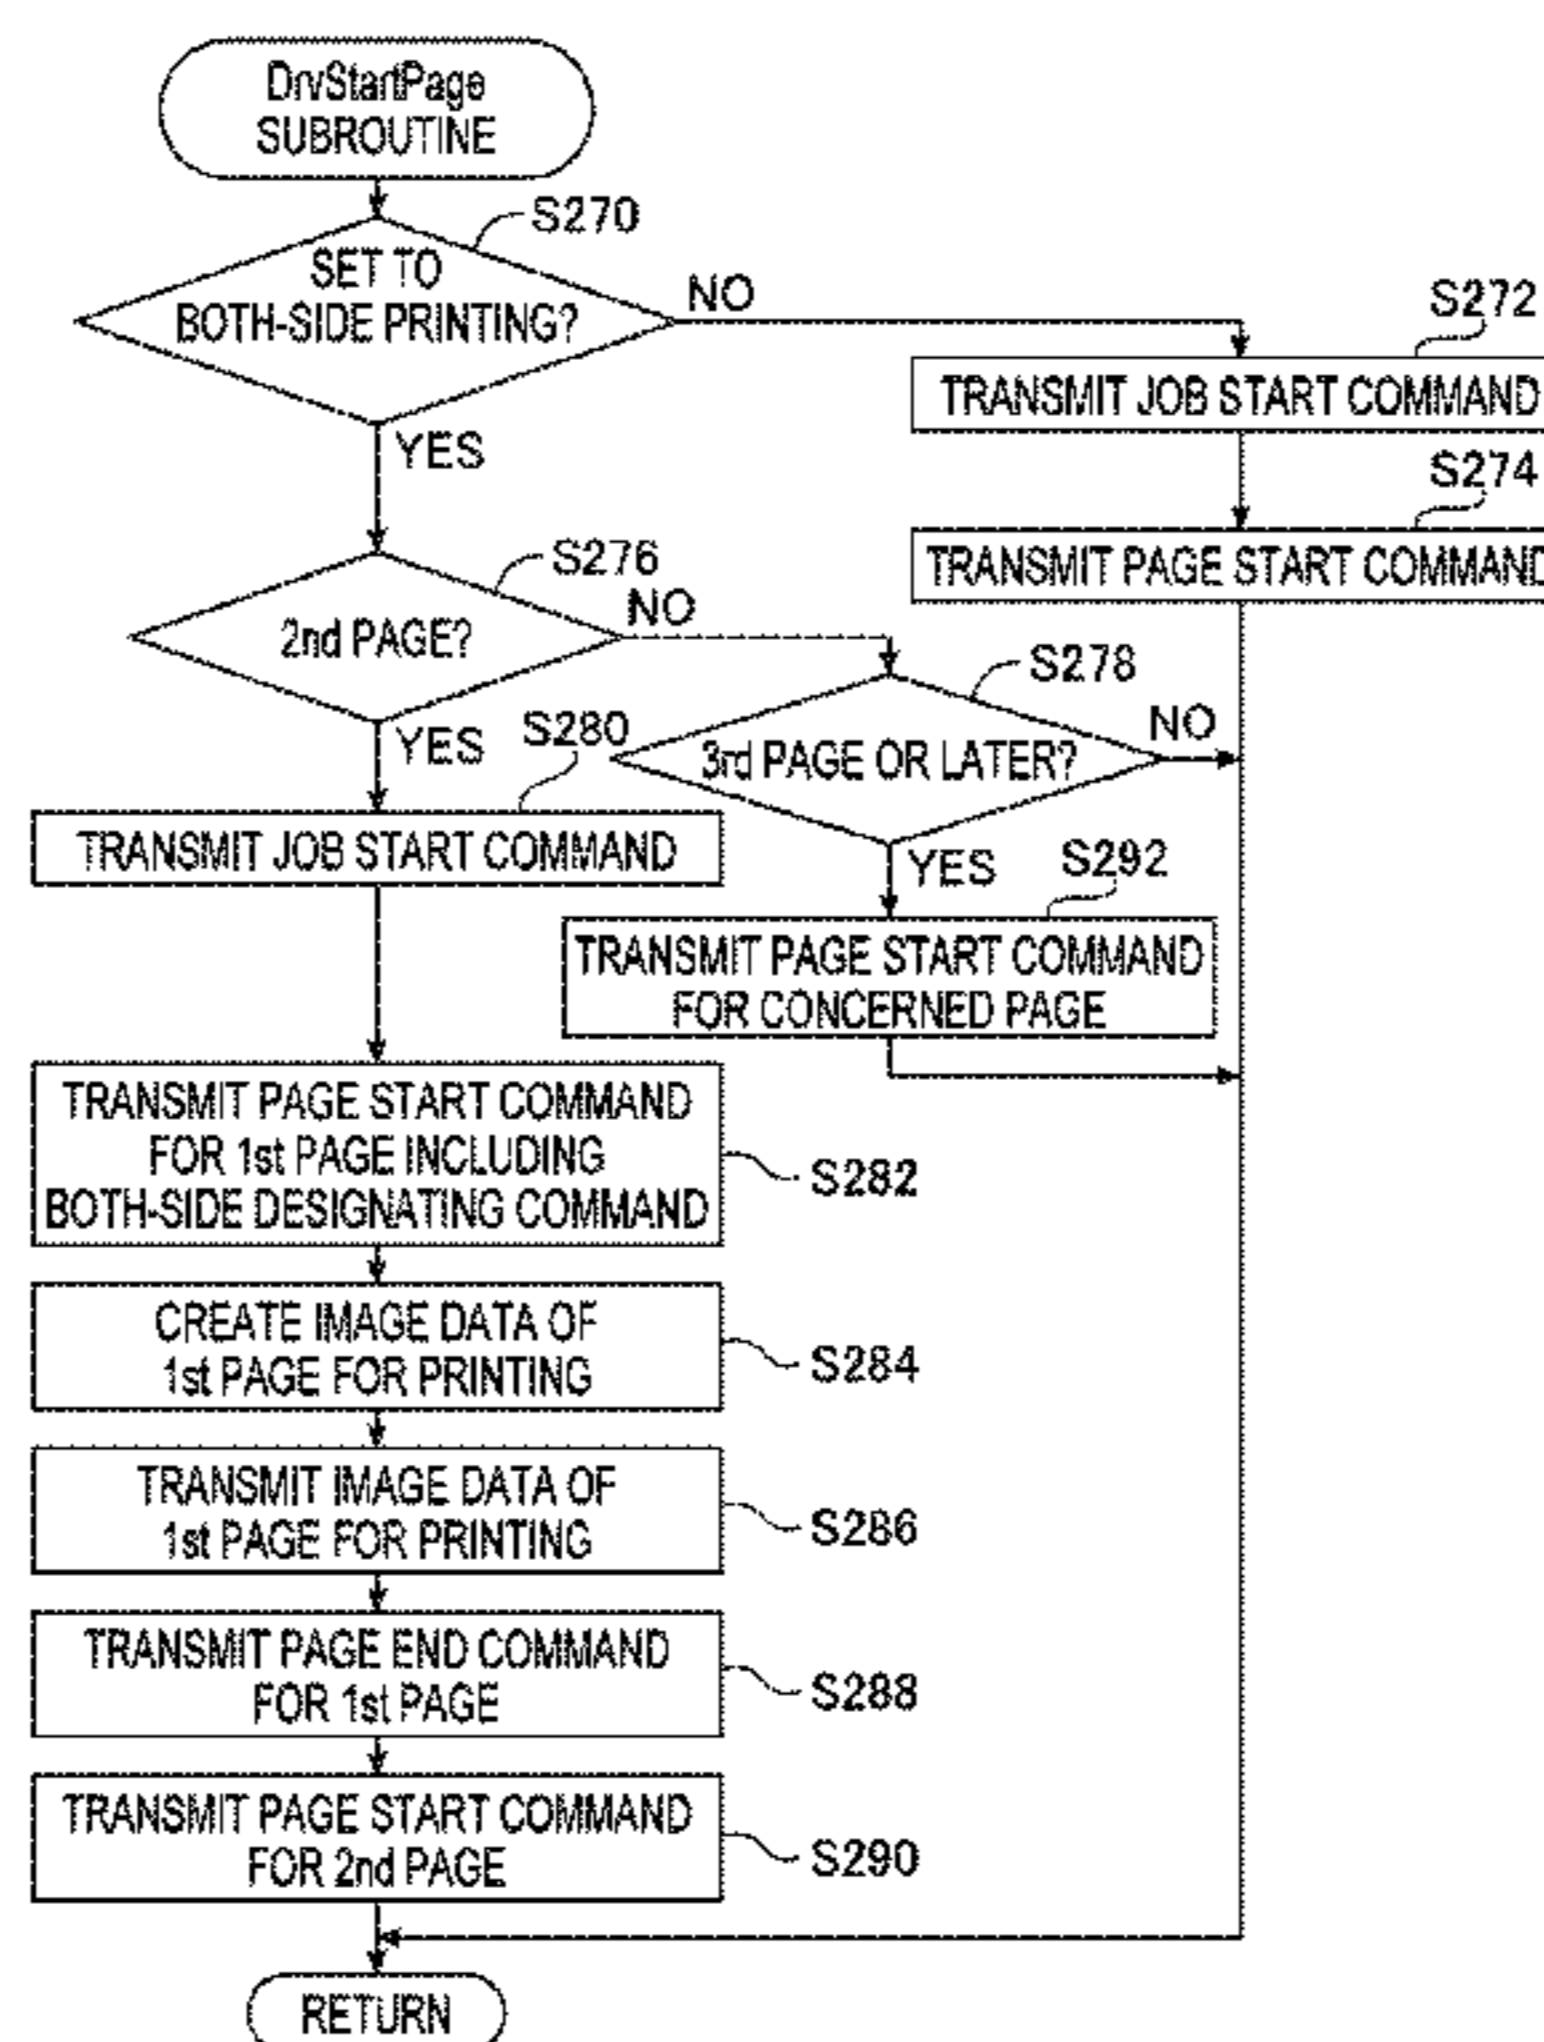 DrvStartPage
SUBROUTINE
S270
SET TO
BOTH-SIDE PRINTING?
NO
YES
S272
TRANSMIT JOB START COMMAND
S274
TRANSMIT PAGE START COMMAND
S276
2nd PAGE?
NO
YES
S278
3rd PAGE OR LATER?
NO
YES
S280
TRANSMIT JOB START COMMAND
S292
TRANSMIT PAGE START COMMAND
FOR CONCERNED PAGE
TRANSMIT PAGE START COMMAND
FOR 1st PAGE INCLUDING
BOTH-SIDE DESIGNATING COMMAND
S282
CREATE IMAGE DATA OF
1st PAGE FOR PRINTING
S284
TRANSMIT IMAGE DATA OF
1st PAGE FOR PRINTING
S286
TRANSMIT PAGE END COMMAND
FOR 1st PAGE
S288
TRANSMIT PAGE START COMMAND
FOR 2nd PAGE
S290
RETURN